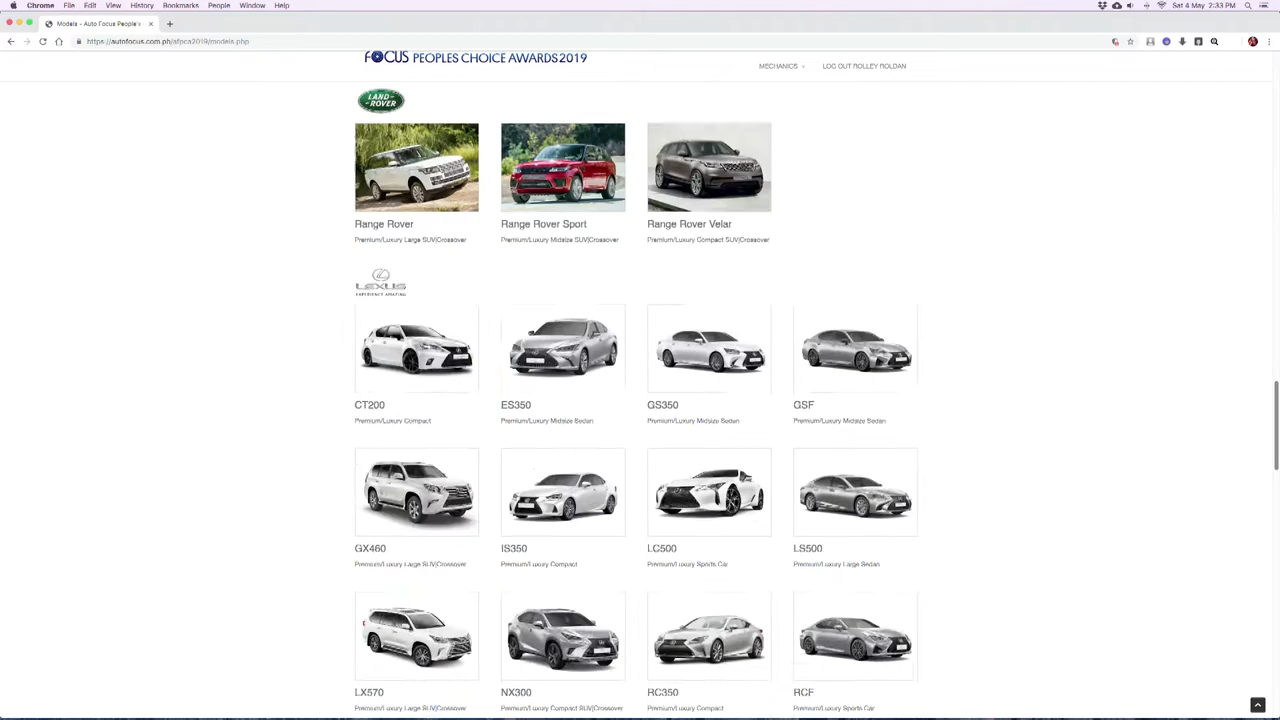 Chrome File Edit View History Bookmarks People Window Help
Sat 4 May 2:33 PM
Models - Auto Focus People's
https://autofocus.com.ph/afpca2019/models.php
FOCUS PEOPLES CHOICE AWARDS 2019
MECHANICS
LOG OUT ROLLEY ROLDAN
LAND-
ROVER
Range Rover
Premium/Luxury Large SUV|Crossover
Range Rover Sport
Premium/Luxury Midsize SUV|Crossover
Range Rover Velar
Premium/Luxury Compact SUV|Crossover
LEXUS
EXPERIENCE AMAZING
CT200
Premium/Luxury Compact
ES350
Premium/Luxury Midsize Sedan
GS350
Premium/Luxury Midsize Sedan
GSF
Premium/Luxury Midsize Sedan
GX460
Premium/Luxury Large SUV|Crossover
IS350
Premium/Luxury Compact
LC500
Premium/Luxury Sports Car
LS500
Premium/Luxury Large Sedan
LX570
Premium/Luxury Large SUV|Crossover
NX300
Premium/Luxury Compact SUV|Crossover
RC350
Premium/Luxury Compact
RCF
Premium/Luxury Sports Car